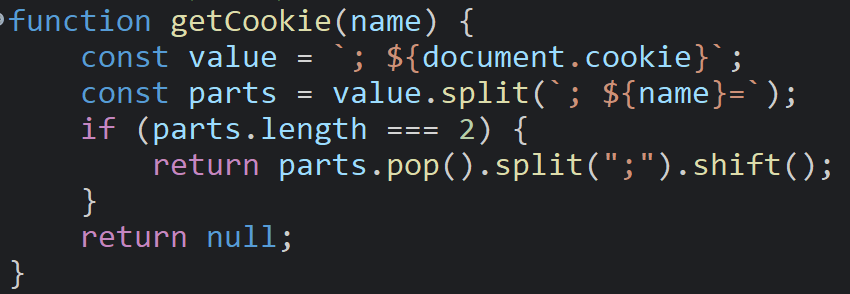 function getCookie(name) {
    const value = `; ${document.cookie}`;
    const parts = value.split(`; ${name}=`);
    if (parts.length === 2) {
        return parts.pop().split(";").shift();
    }
    return null;
}